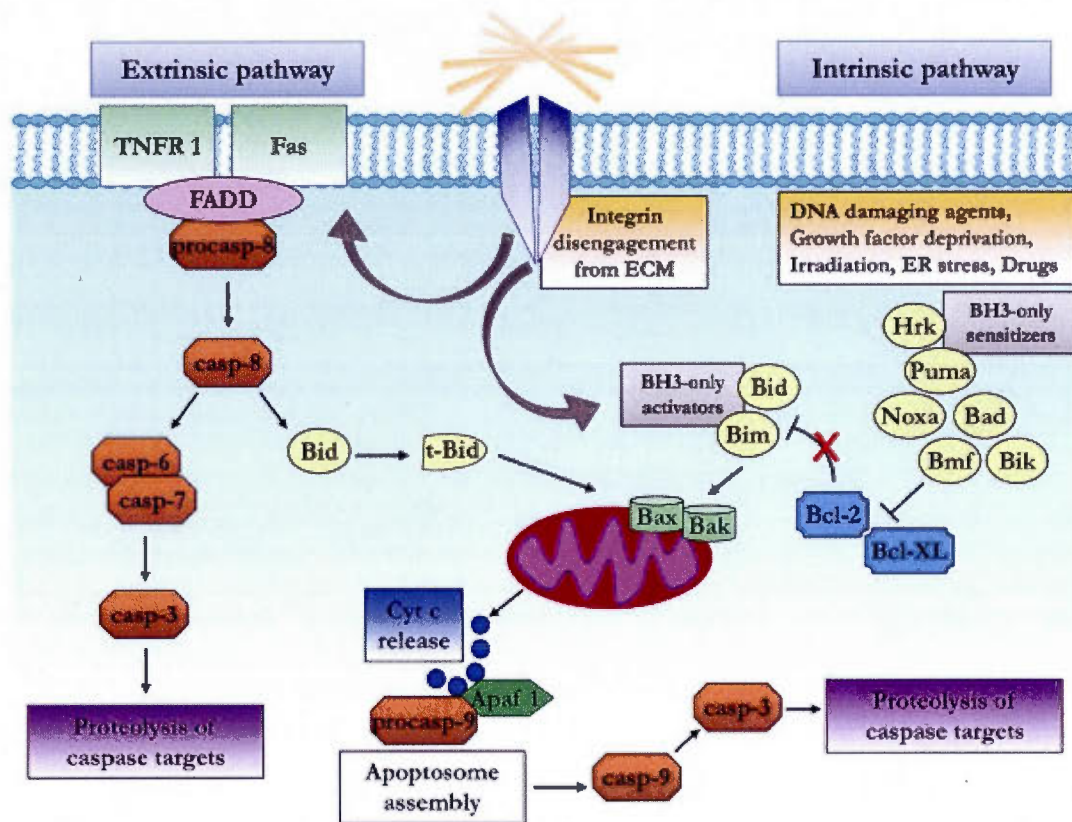 Extrinsic pathway
Intrinsic pathway
TNFR 1
Fas
FADD
procasp-8
Integrin
disengagement
from ECM
DNA damaging agents,
Growth factor deprivation,
Irradiation, ER stress, Drugs
Hrk
BH3-only
sensitizers
Puma
casp-8
BH3-only
activators
Bid
Noxa
Bad
Bim
Bid
t-Bid
Bmf
Bik
casp-6
casp-7
Bax
Bak
Bcl-2
Bcl-XL
casp-3
Cyt c
release
Apaf 1
procasp-9
casp-3
Proteolysis of
caspase targets
Proteolysis of
caspase targets
Apoptosome
assembly
casp-9